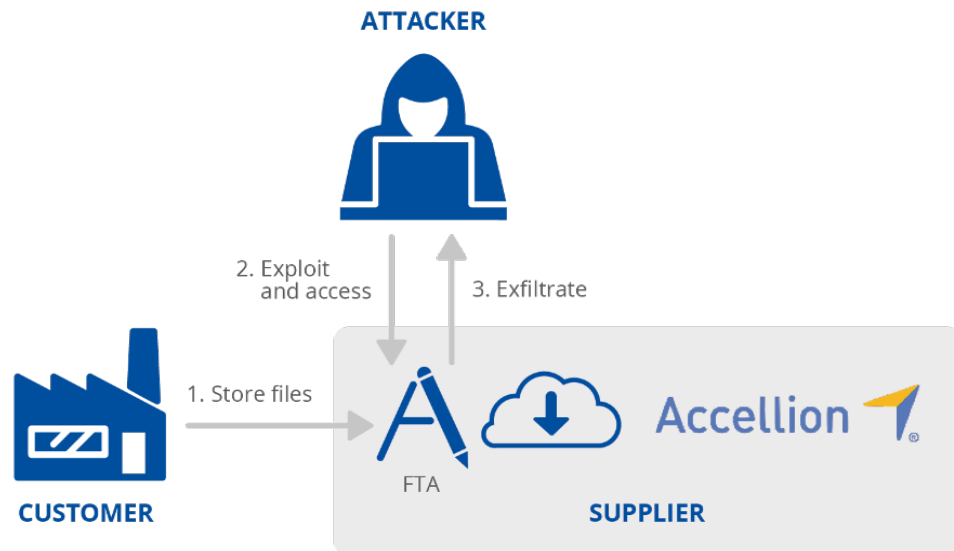 ATTACKER
2. Exploit
and access
3. Exfiltrate
1. Store files
Accellion
®
FTA
CUSTOMER
SUPPLIER